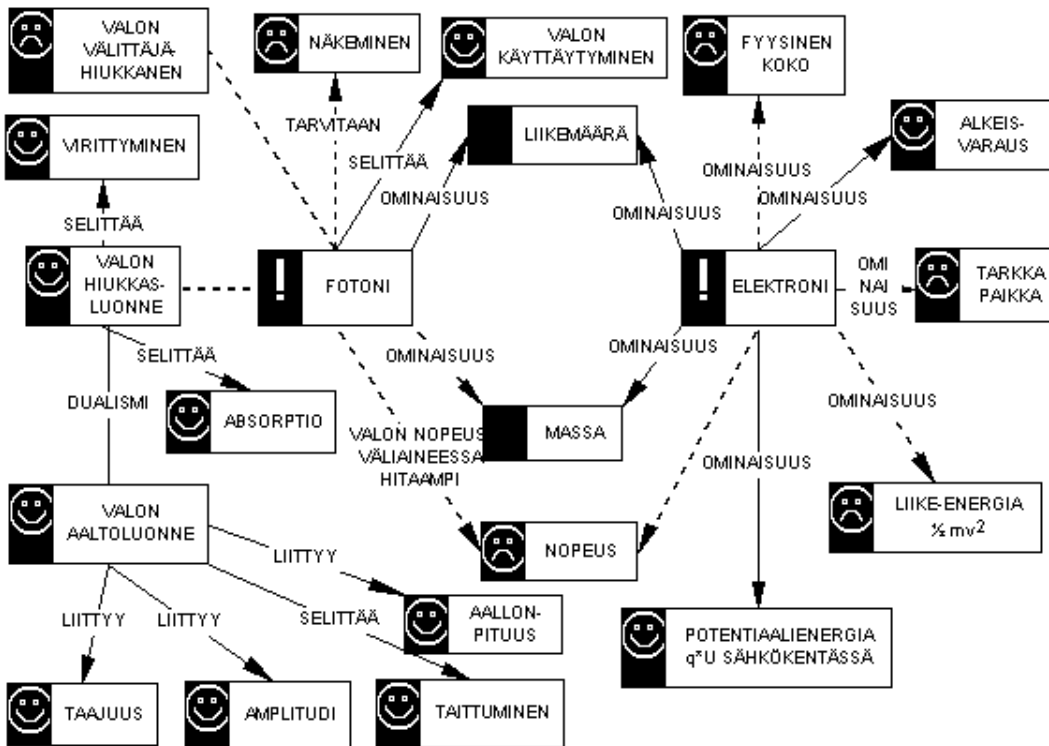 VALON
VÄLITTÄJÄ-
HIUKKANEN
NÄKEMINEN
VALON
KÄYTTÄYTYMINEN
FYYSINEN
KOKO
VIRITTYMINEN
TARVITAAN
LIIKEMÄÄRÄ
ALKEIS-
VARAUS
SELITTÄÄ
OMINAISUUS
OMINAISUUS
OMINAISUUS
OMINAISUUS
SELITTÄÄ
VALON
HIUKKAS-
LUONNE
!
FOTONI
!
ELEKTRONI
OMI
NAI
SUUS
TARKKA
PAIKKA
SELITTÄÄ
OMINAISUUS
OMINAISUUS
DUALISMI
ABSORPTIO
VALON NOPEUS
VÄLIAINEESSA
HITAAMPI
MASSA
OMINAISUUS
OMINAISUUS
VALON
AALTOLUONNE
NOPEUS
LIIKE-ENERGIA
½ mv²
LIITTYY
LIITTYY
LIITTYY
SELITTÄÄ
AALLON-
PITUUS
POTENTIAALIENERGIA
q*U SÄHKÖKENTÄSSÄ
TAAJUUS
AMPLITUDI
TAITTUMINEN